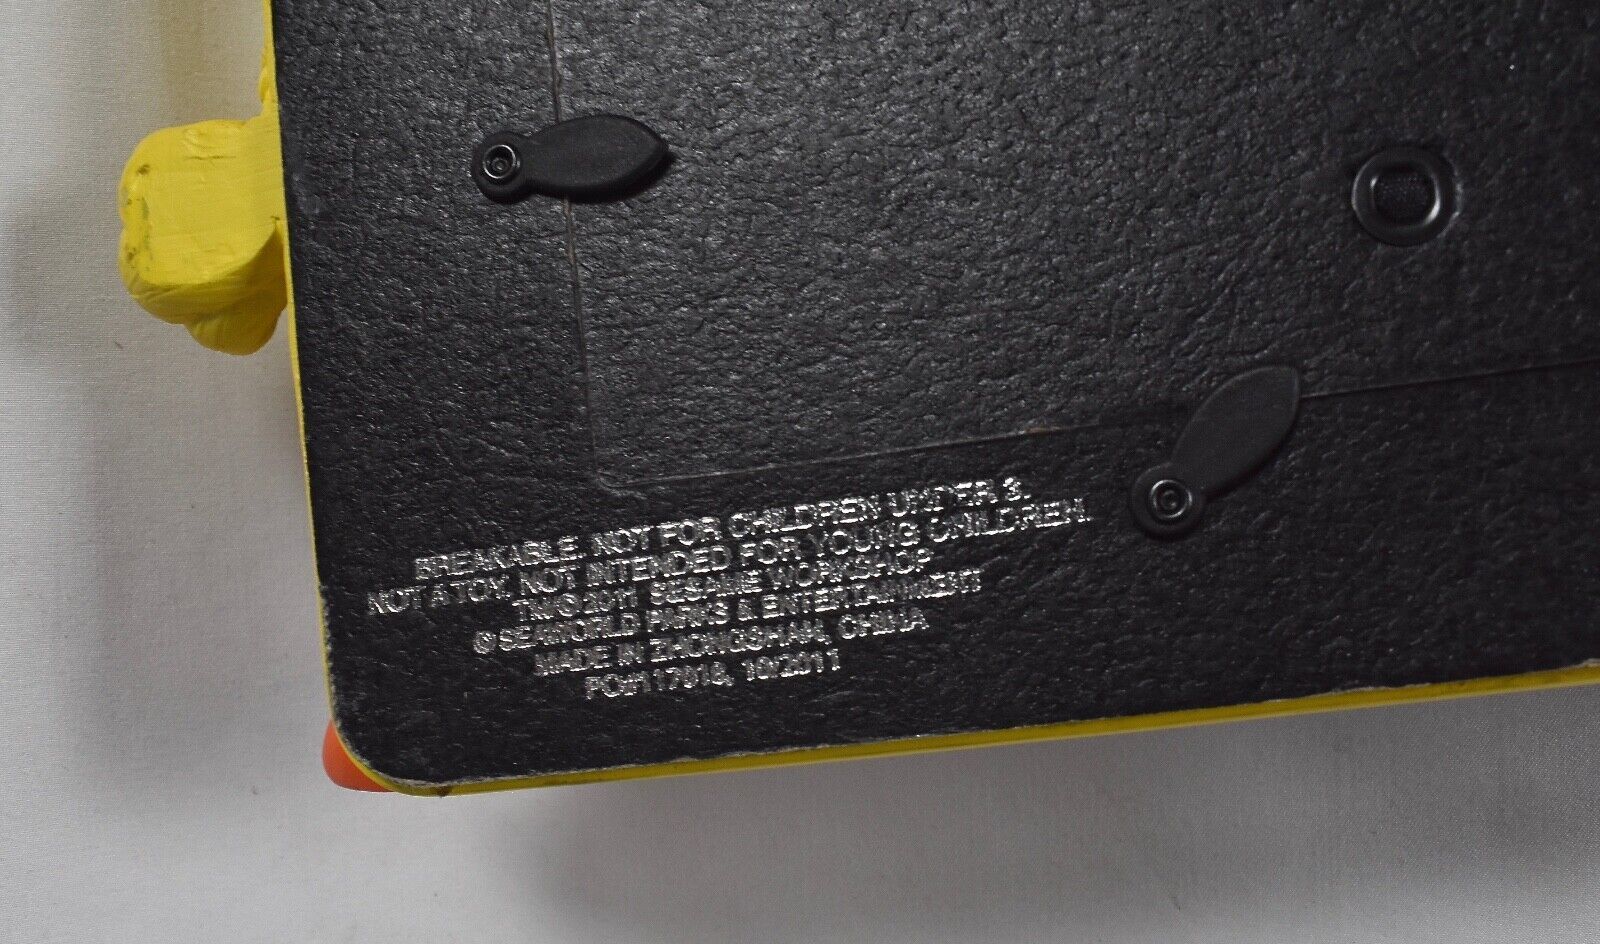 BREAKABLE. NOT FOR CHILDREN UNDER 3.
NOT A TOY. NOT INTENDED FOR YOUNG CHILDREN.
TM/© 2011 SESAME WORKSHOP
© SEAWORLD PARKS & ENTERTAINMENT
MADE IN ZHONGSHAN, CHINA
10/2011